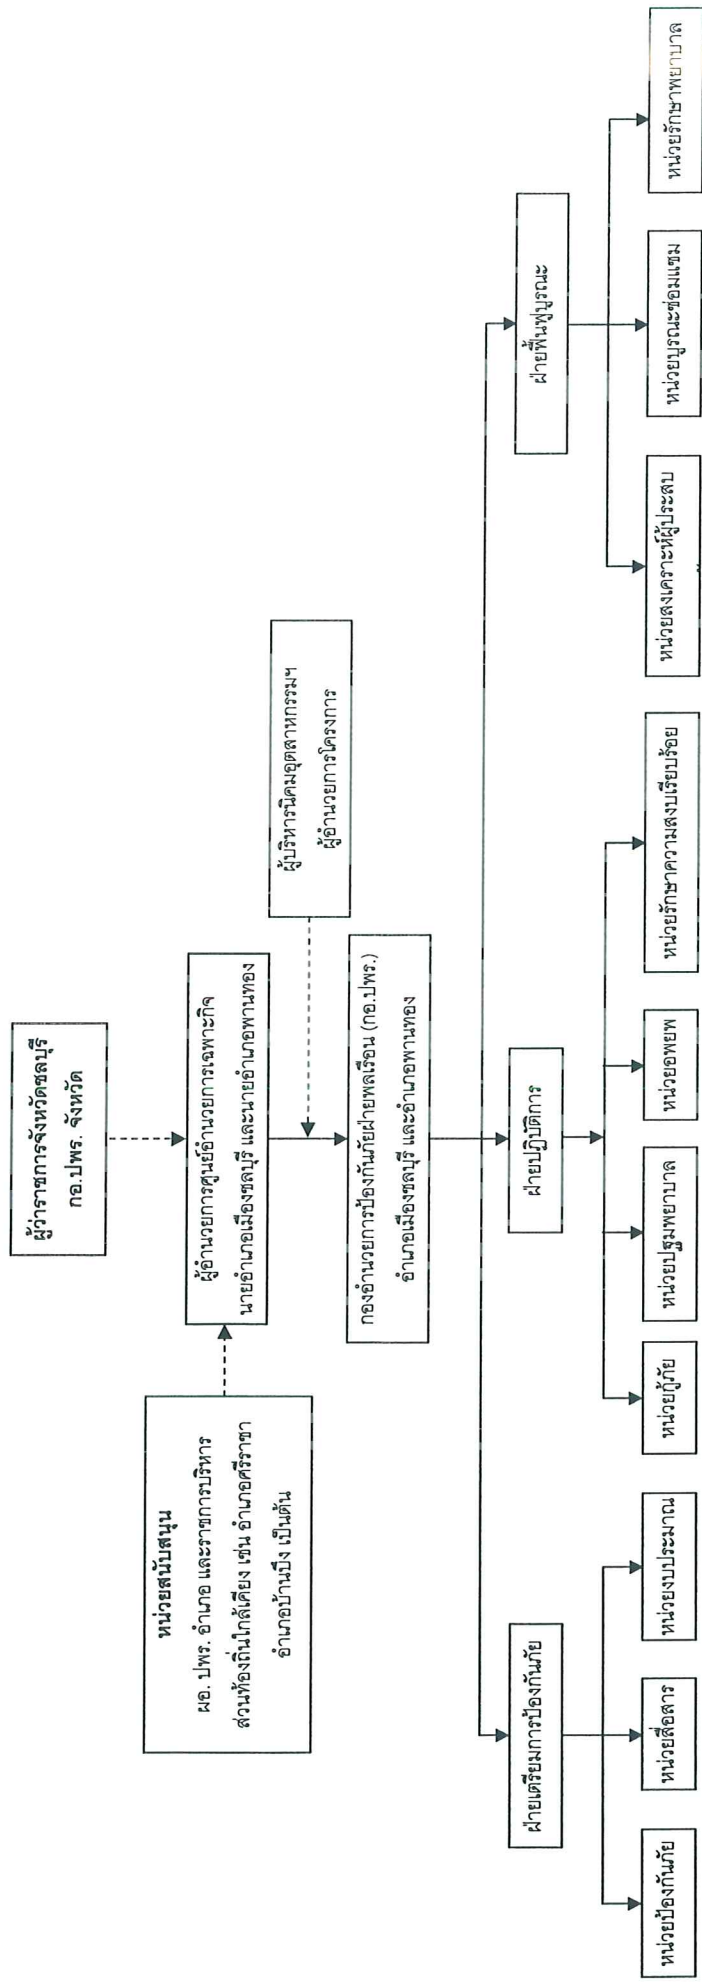 ผู้ว่าราชการจังหวัดชลบุรี
กอ.ปพร. จังหวัด
หน่วยสนับสนุน
ผอ. ปพร. อำเภอ และราชการบริหาร
ส่วนท้องถิ่นใกล้เคียง เช่น อำเภอศรีราชา
อำเภอบ้านบึง เป็นต้น
ผู้อำนวยการศูนย์อำนวยการเฉพาะกิจ
นายอำเภอเมืองชลบุรี และนายอำเภอพานทอง
ผู้บริหารนิคมอุตสาหกรรมฯ
ผู้อำนวยการโครงการ
กองอำนวยการป้องกันภัยฝ่ายพลเรือน (กอ.ปพร.)
อำเภอเมืองชลบุรี และอำเภอพานทอง
ฝ่ายเตรียมการป้องกันภัย
ฝ่ายปฏิบัติการ
ฝ่ายฟื้นฟูบูรณะ
หน่วยป้องกันภัย
หน่วยสื่อสาร
หน่วยงบประมาณ
หน่วยกู้ภัย
หน่วยปฐมพยาบาล
หน่วยอพยพ
หน่วยรักษาความสงบเรียบร้อย
หน่วยสงเคราะห์ผู้ประสบ
หน่วยบูรณะซ่อมแซม
หน่วยรักษาพยาบาล